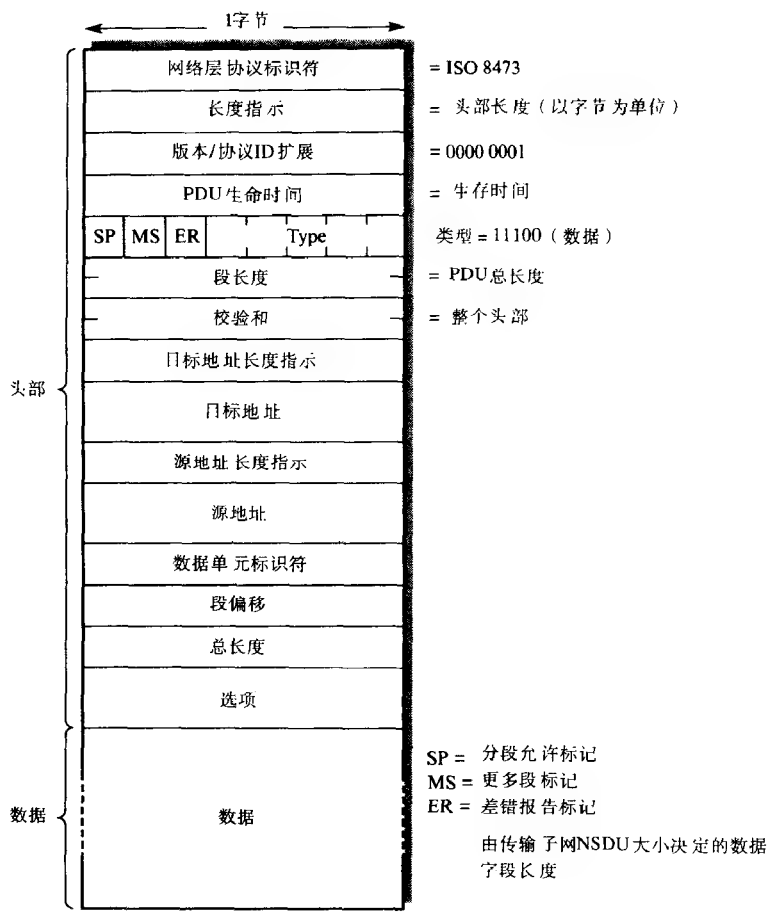 1字节
网络层协议标识符 = ISO 8473
长度指示 = 头部长度（以字节为单位）
版本/协议ID扩展 = 0000 0001
PDU生命时间 = 生存时间
SP MS ER Type 类型 = 11100（数据）
段长度 = PDU总长度
校验和 = 整个头部
目标地址长度指示
头部
目标地址
源地址长度指示
源地址
数据单元标识符
段偏移
总长度
选项
SP = 分段允许标记
MS = 更多段标记
ER = 差错报告标记
数据
数据
由传输子网NSDU大小决定的数据
字段长度